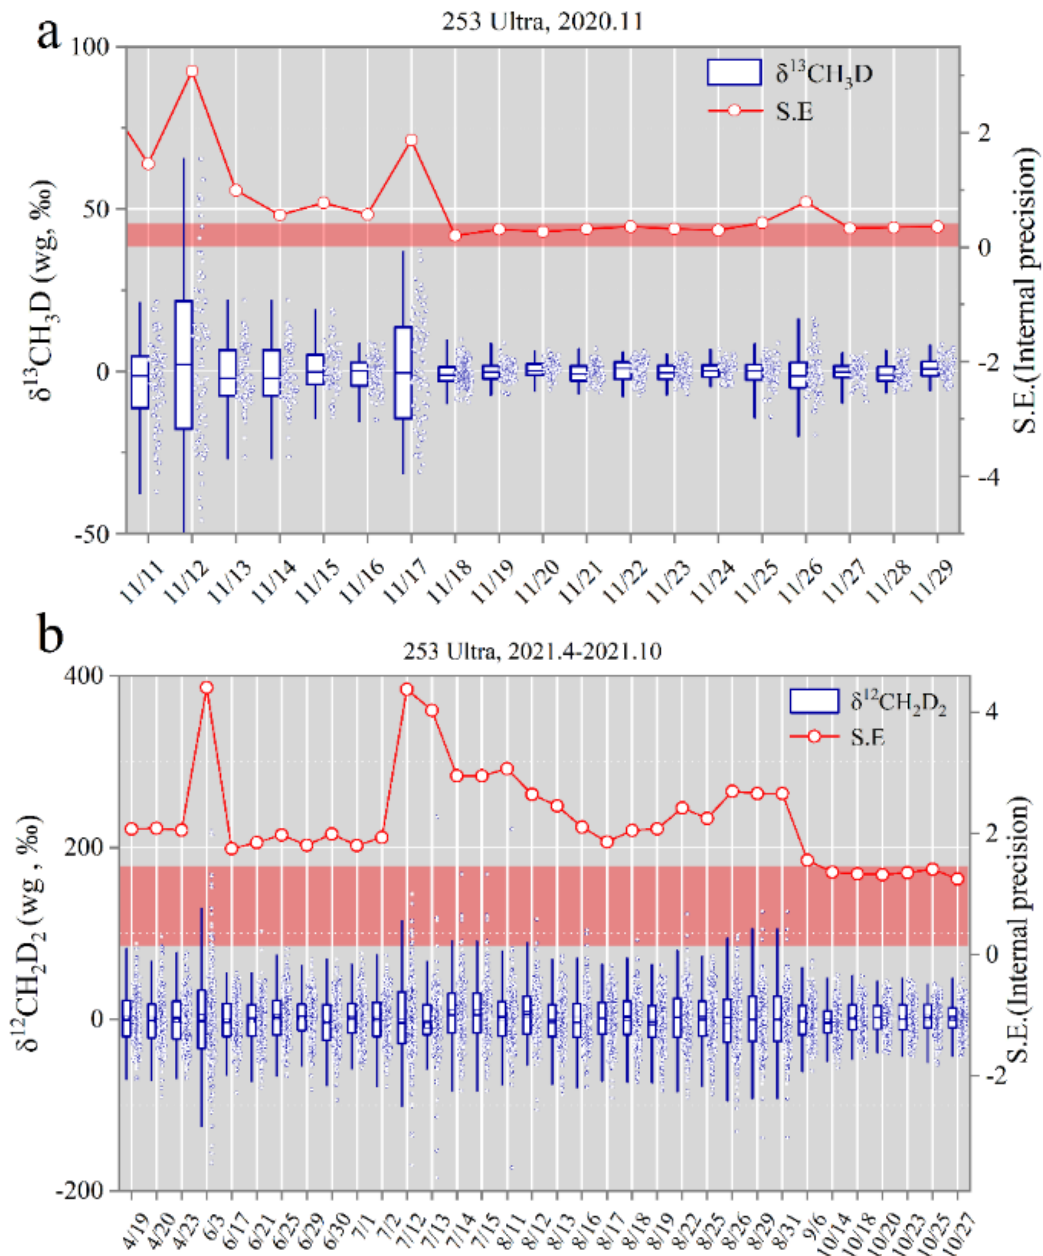 a
253 Ultra, 2020.11
δ¹³CH₃D
S.E
100
50
0
-50
δ¹³CH₃D (wg, ‰)
2
0
-2
-4
S.E.(Internal precision)
11/11 11/12 11/13 11/14 11/15 11/16 11/17 11/18 11/19 11/20 11/21 11/22 11/23 11/24 11/25 11/26 11/27 11/28 11/29
b
253 Ultra, 2021.4-2021.10
δ¹²CH₂D₂
S.E
400
200
0
-200
δ¹²CH₂D₂ (wg , ‰)
4
2
0
-2
S.E.(Internal precision)
4/19 4/20 4/23 6/3 6/17 6/21 6/25 6/29 6/30 7/1 7/2 7/12 7/13 7/14 7/15 8/11 8/12 8/13 8/16 8/17 8/18 8/19 8/22 8/25 8/26 8/29 8/31 9/6 10/14 10/18 10/20 10/23 10/25 10/27